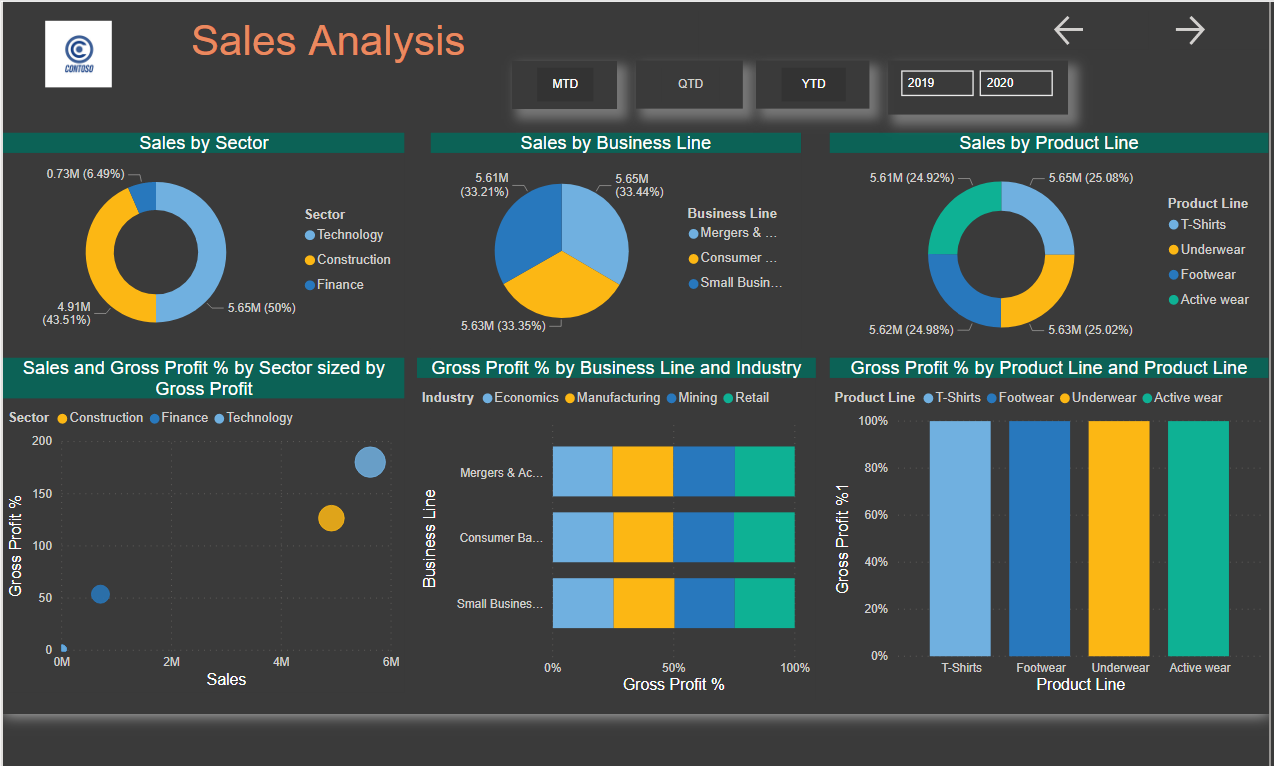 CONTOSO
Sales Analysis
MTD
QTD
YTD
2019
2020
Sales by Sector
0.73M (6.49%)
4.91M
(43.51%)
5.65M (50%)
Sector
Technology
Construction
Finance
Sales by Business Line
5.61M
(33.21%)
5.65M
(33.44%)
5.63M (33.35%)
Business Line
Mergers & ...
Consumer ...
Small Busin...
Sales by Product Line
5.61M (24.92%)
5.65M (25.08%)
5.62M (24.98%)
5.63M (25.02%)
Product Line
T-Shirts
Underwear
Footwear
Active wear
Sales and Gross Profit % by Sector sized by
Gross Profit
Sector Construction Finance Technology
Gross Profit %
200
150
100
50
0
0M 2M 4M 6M
Sales
Gross Profit % by Business Line and Industry
Industry Economics Manufacturing Mining Retail
Business Line
Mergers & Ac...
Consumer Ba...
Small Busines...
0% 50% 100%
Gross Profit %
Gross Profit % by Product Line and Product Line
Product Line T-Shirts Footwear Underwear Active wear
Gross Profit %1
100%
80%
60%
40%
20%
0%
T-Shirts Footwear Underwear Active wear
Product Line